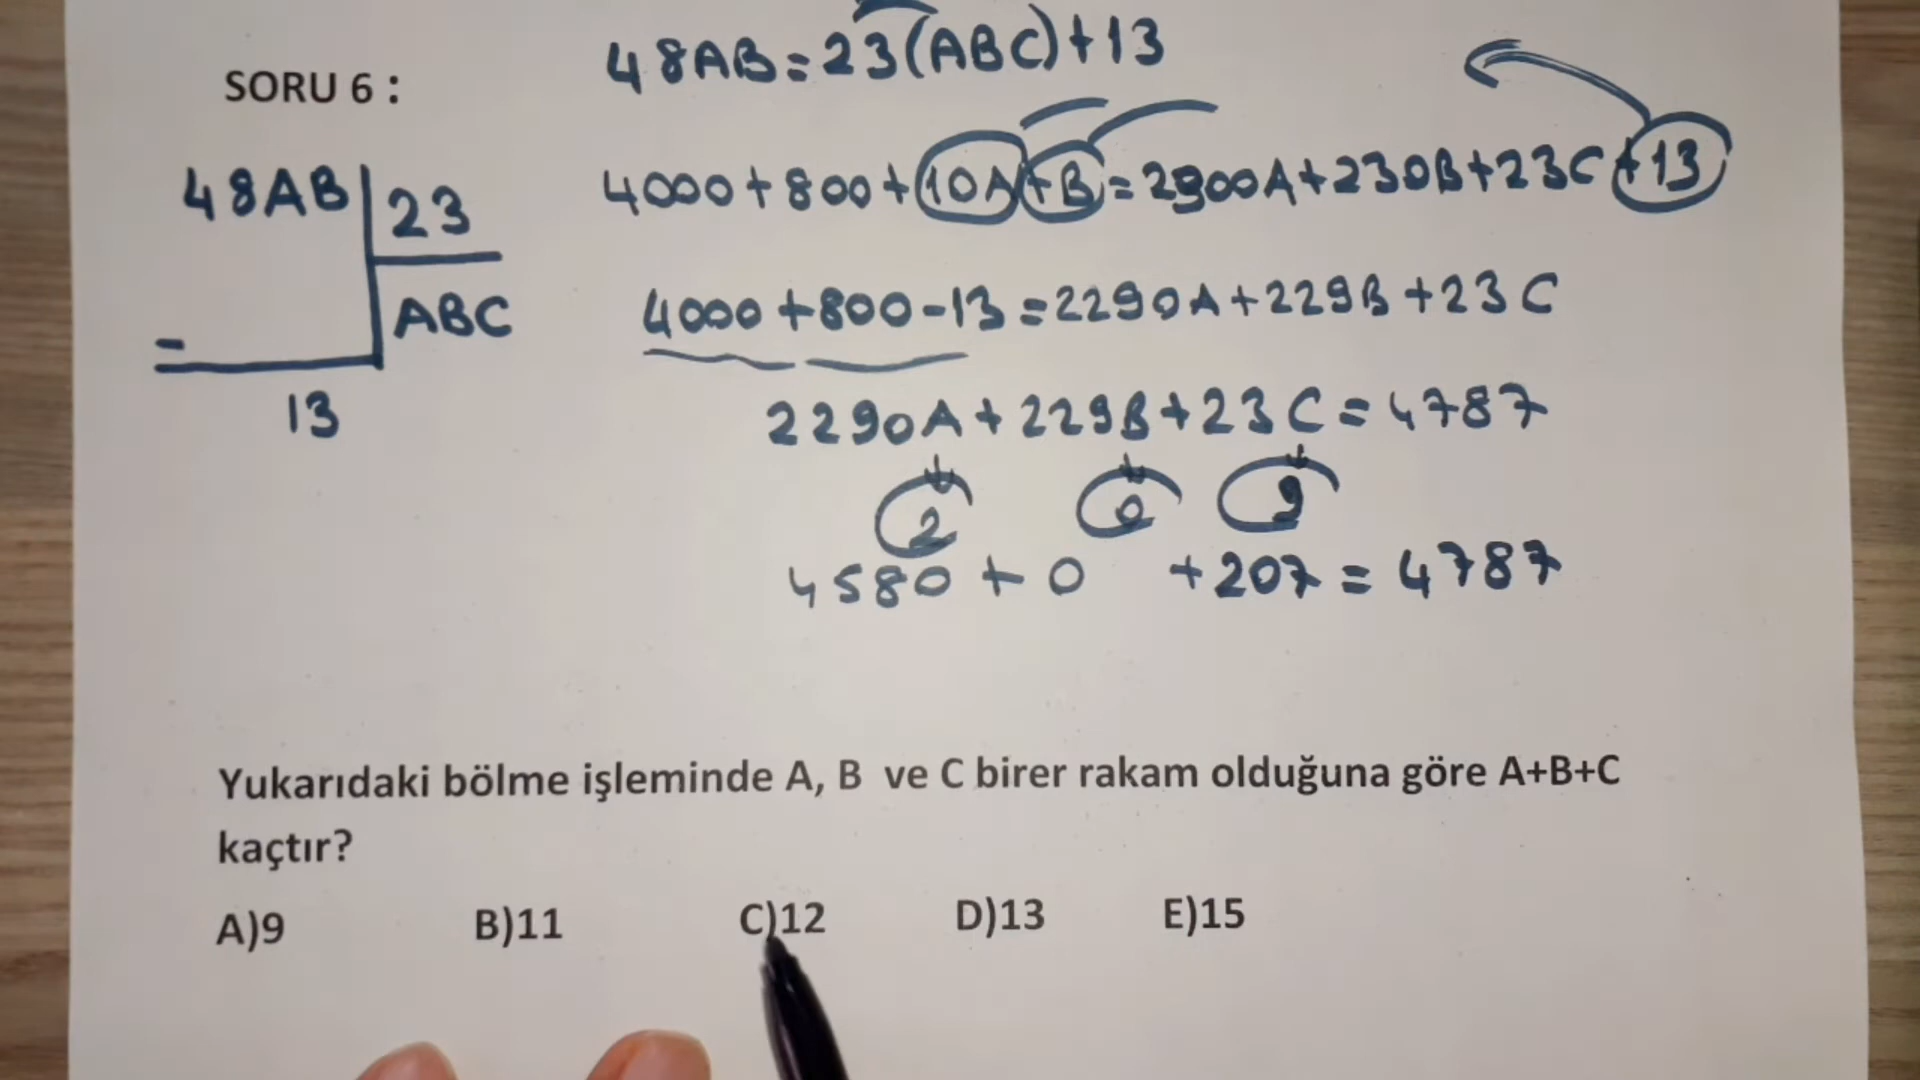 48AB=23(ABC)+13
SORU 6 :
4000+800+10A+B=2300A+230B+23C+13
48AB 23
ABC
4000+800-13=2290A+229B+23C
-
13
2290A+229B+23C=4787
2 0 9
4580+0 +207=4787
Yukarıdaki bölme işleminde A, B ve C birer rakam olduğuna göre A+B+C
kaçtır?
A)9 B)11 C)12 D)13 E)15